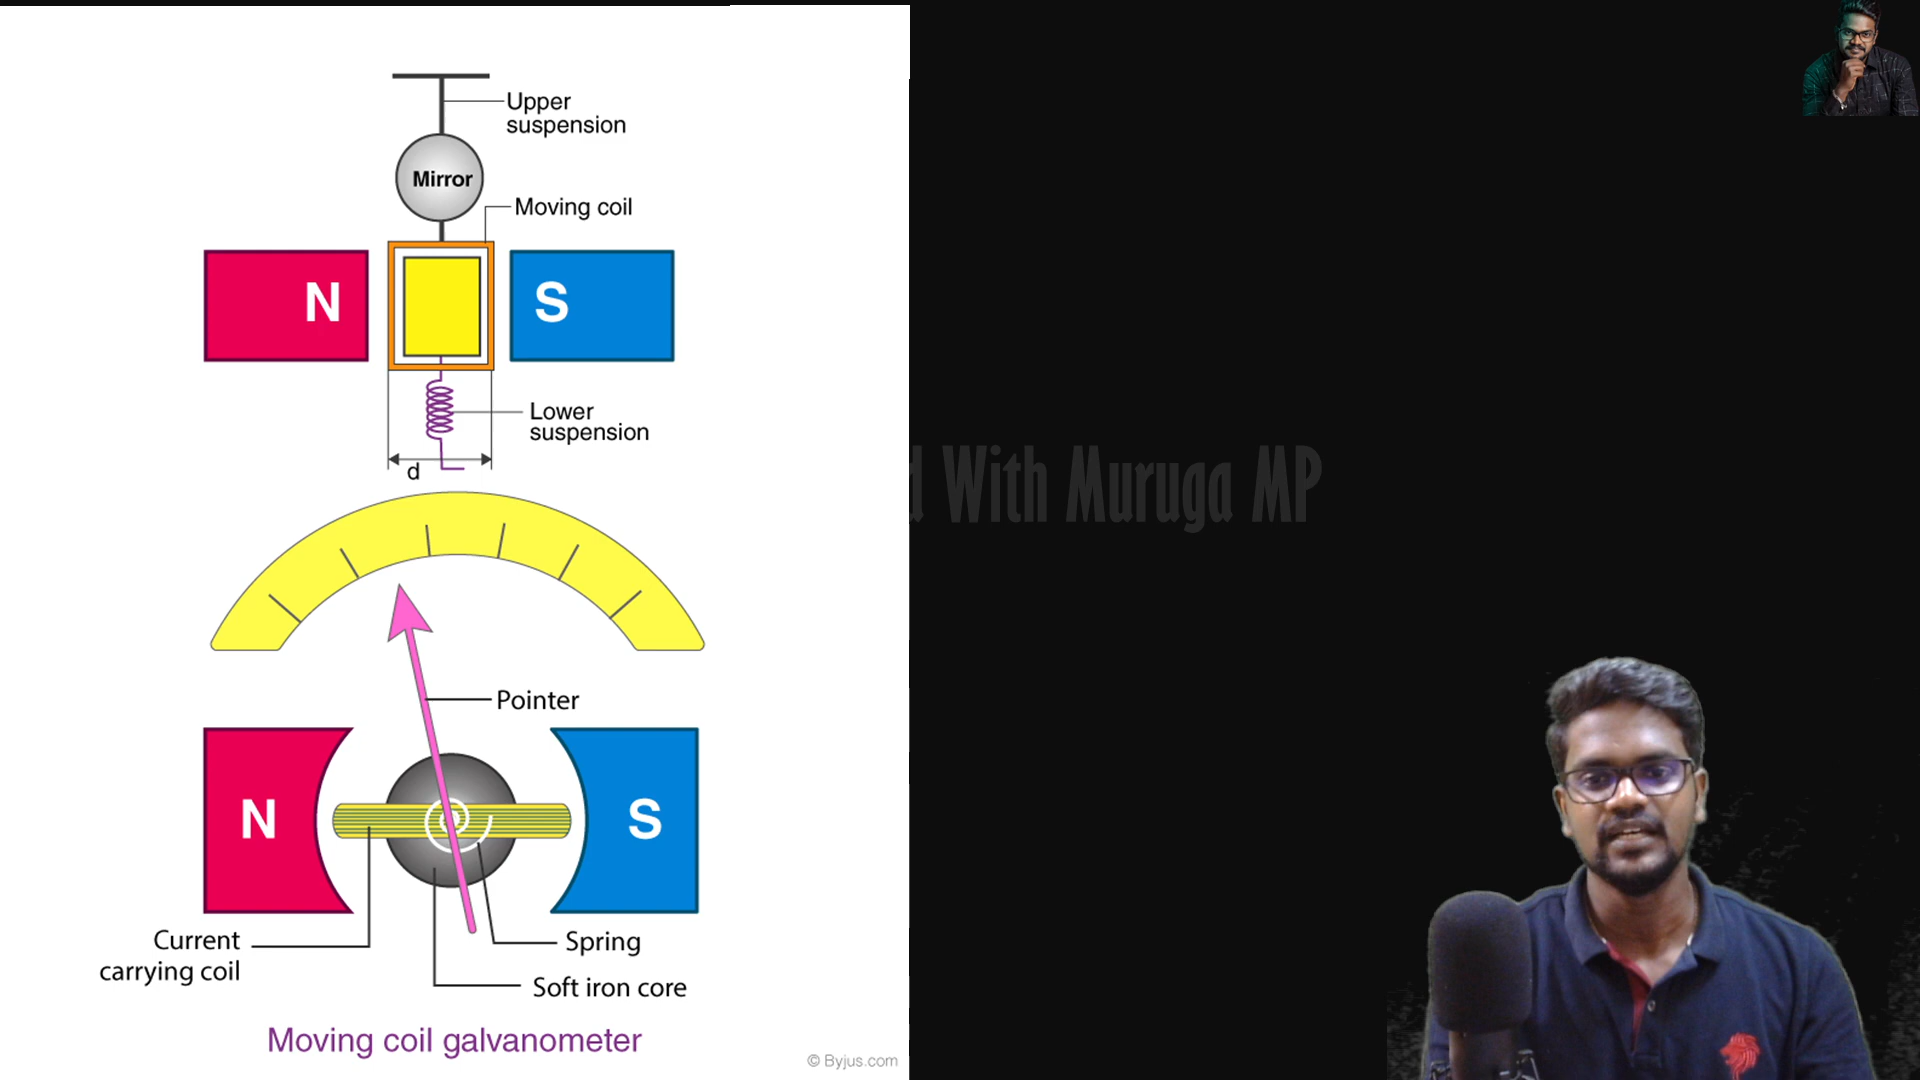 Upper
suspension
Mirror
Moving coil
N
S
Lower
suspension
d
With Muruga MP
Pointer
N
S
Current
carrying coil
Spring
Soft iron core
Moving coil galvanometer
© Byjus.com